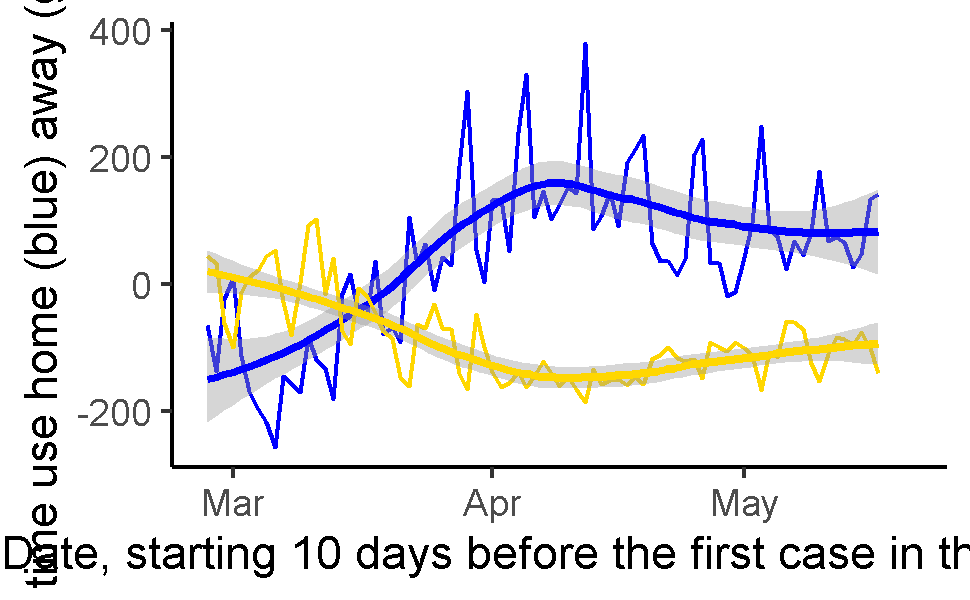 400
200
0
-200
time use home (blue) away (
Mar Apr May
Date, starting 10 days before the first case in th